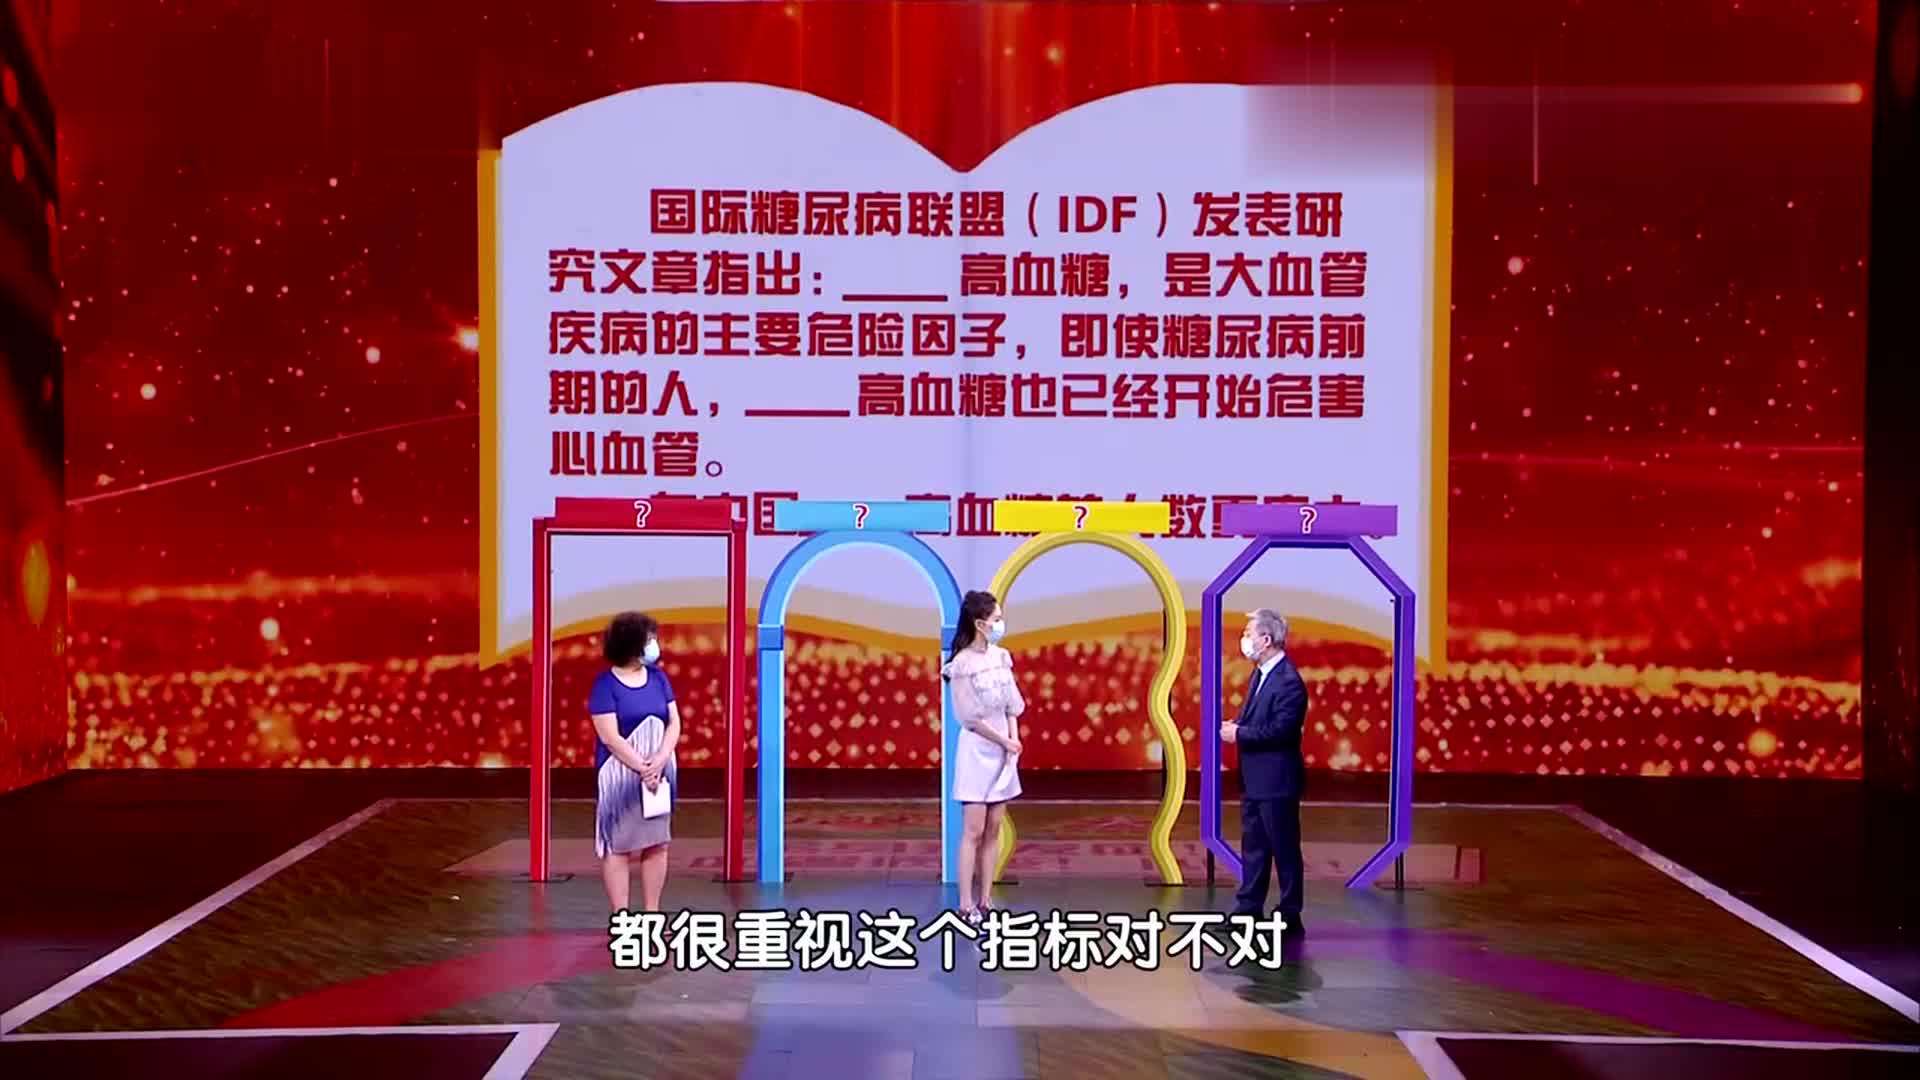 国际糖尿病联盟（IDF）发表研
究文章指出：____高血糖，是大血管
疾病的主要危险因子，即使糖尿病前
期的人，____高血糖也已经开始危害
心血管。
? ? ? ?
都很重视这个指标对不对